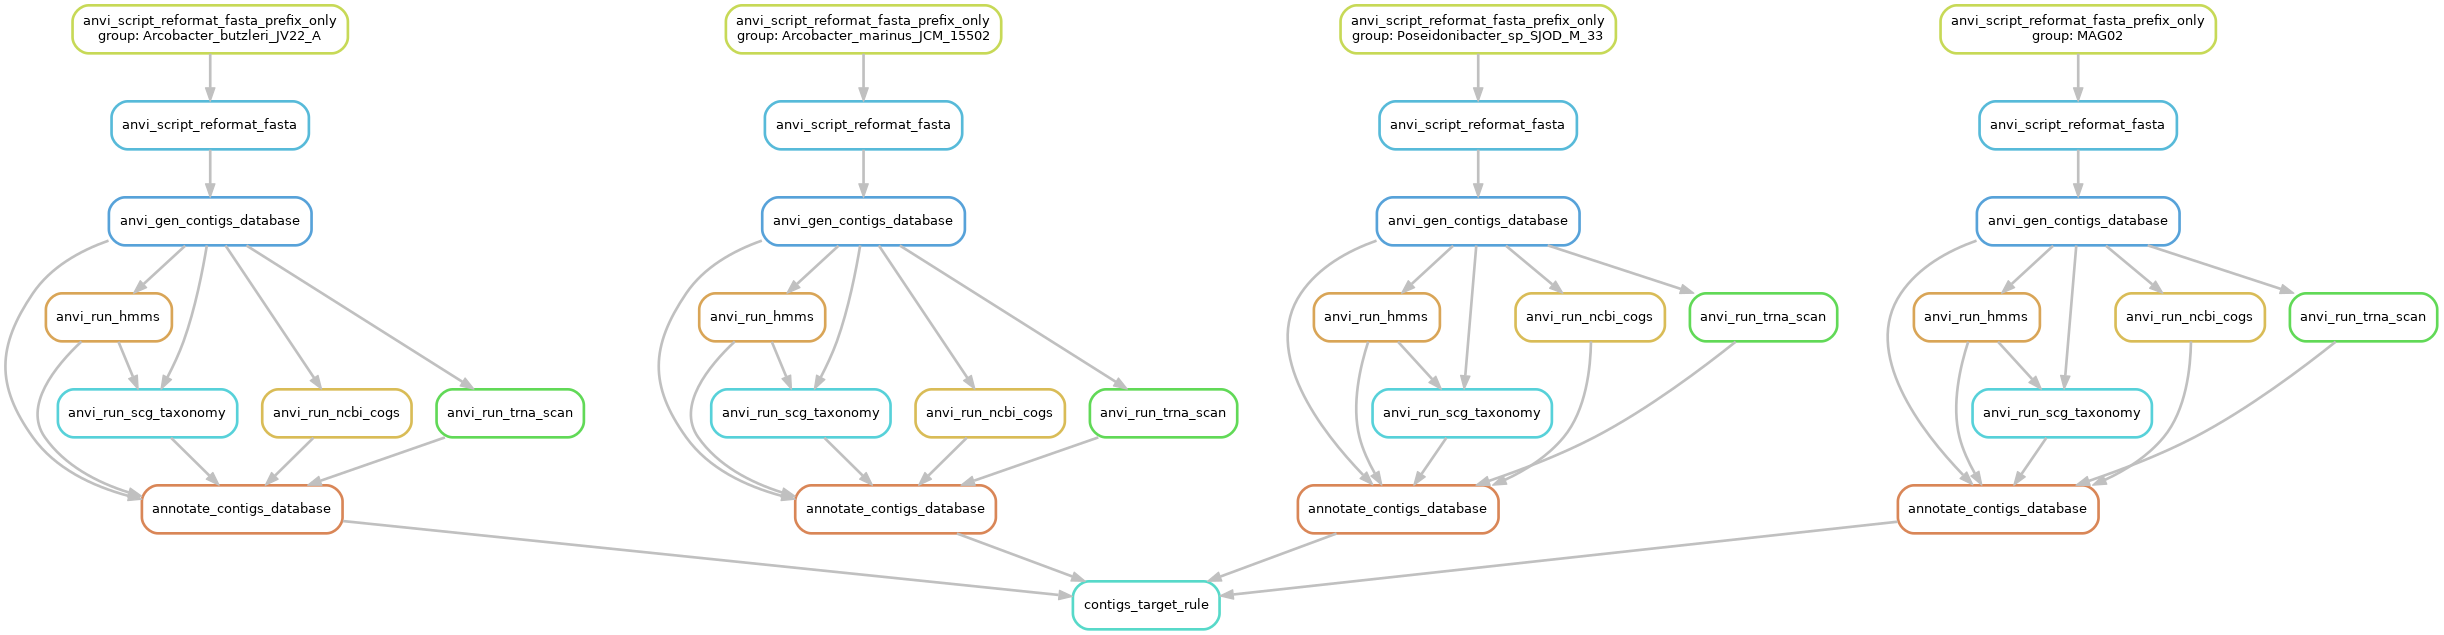 anvi_script_reformat_fasta_prefix_only
group: Arcobacter_butzleri_JV22_A
anvi_script_reformat_fasta_prefix_only
group: Arcobacter_marinus_JCM_15502
anvi_script_reformat_fasta_prefix_only
group: Poseidonibacter_sp_SJOD_M_33
anvi_script_reformat_fasta_prefix_only
group: MAG02
anvi_script_reformat_fasta
anvi_script_reformat_fasta
anvi_script_reformat_fasta
anvi_script_reformat_fasta
anvi_gen_contigs_database
anvi_gen_contigs_database
anvi_gen_contigs_database
anvi_gen_contigs_database
anvi_run_hmms
anvi_run_hmms
anvi_run_hmms
anvi_run_ncbi_cogs
anvi_run_trna_scan
anvi_run_hmms
anvi_run_ncbi_cogs
anvi_run_trna_scan
anvi_run_scg_taxonomy
anvi_run_ncbi_cogs
anvi_run_trna_scan
anvi_run_scg_taxonomy
anvi_run_ncbi_cogs
anvi_run_trna_scan
anvi_run_scg_taxonomy
anvi_run_scg_taxonomy
annotate_contigs_database
annotate_contigs_database
annotate_contigs_database
annotate_contigs_database
contigs_target_rule